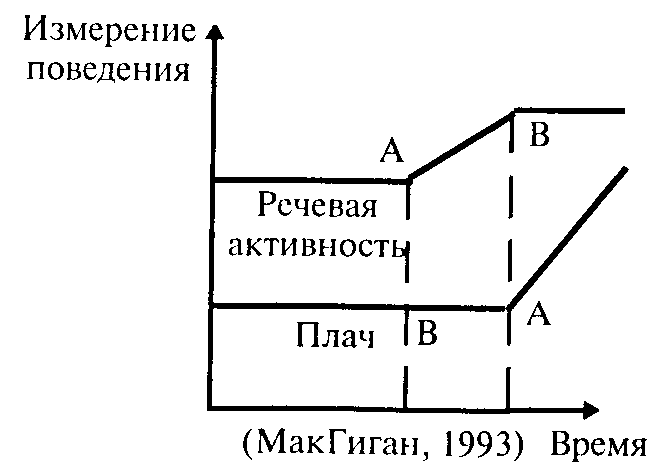 Измерение
поведения
А
В
Речевая
активность
А
Плач
В
(МакГиган, 1993) Время